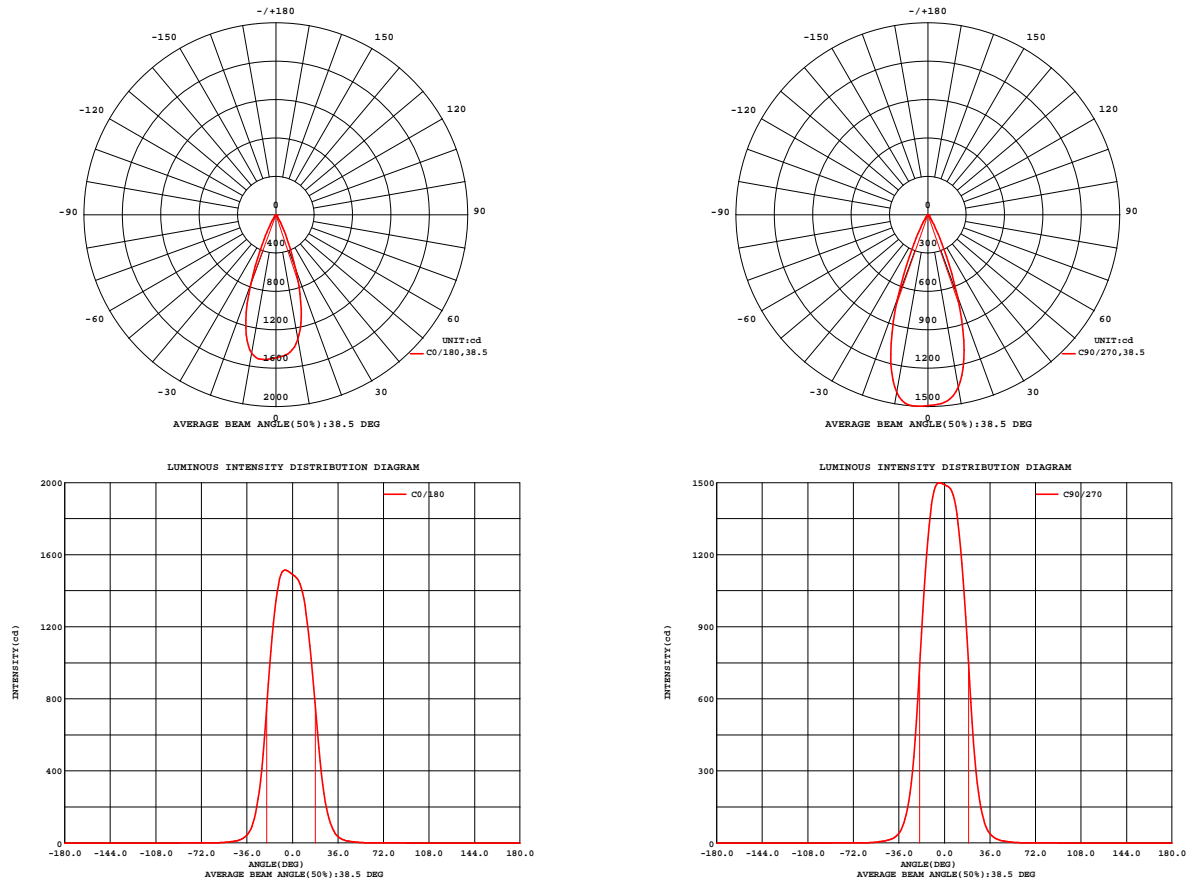 -/+180
-150
150
-120
120
-90
90
0
400
800
1200
1600
2000
-60
60
-30
30
0
UNIT:cd
C0/180,38.5
AVERAGE BEAM ANGLE(50%):38.5 DEG
-/+180
-150
150
-120
120
-90
90
0
300
600
900
1200
1500
-60
60
-30
30
0
UNIT:cd
C90/270,38.5
AVERAGE BEAM ANGLE(50%):38.5 DEG
LUMINOUS INTENSITY DISTRIBUTION DIAGRAM
C0/180
2000
1600
1200
800
400
0
INTENSITY(cd)
-180.0 -144.0 -108.0 -72.0 -36.0 0.0 36.0 72.0 108.0 144.0 180.0
ANGLE(DEG)
AVERAGE BEAM ANGLE(50%):38.5 DEG
LUMINOUS INTENSITY DISTRIBUTION DIAGRAM
C90/270
1500
1200
900
600
300
0
INTENSITY(cd)
-180.0 -144.0 -108.0 -72.0 -36.0 0.0 36.0 72.0 108.0 144.0 180.0
ANGLE(DEG)
AVERAGE BEAM ANGLE(50%):38.5 DEG